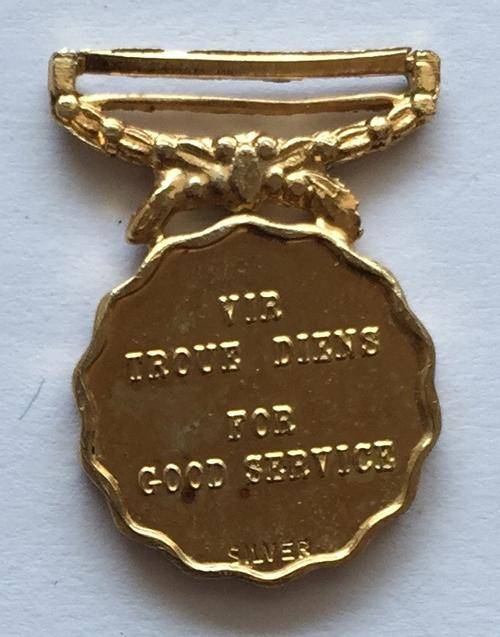 VIR
TROUE DIENS
FOR
GOOD SERVICE
SILVER